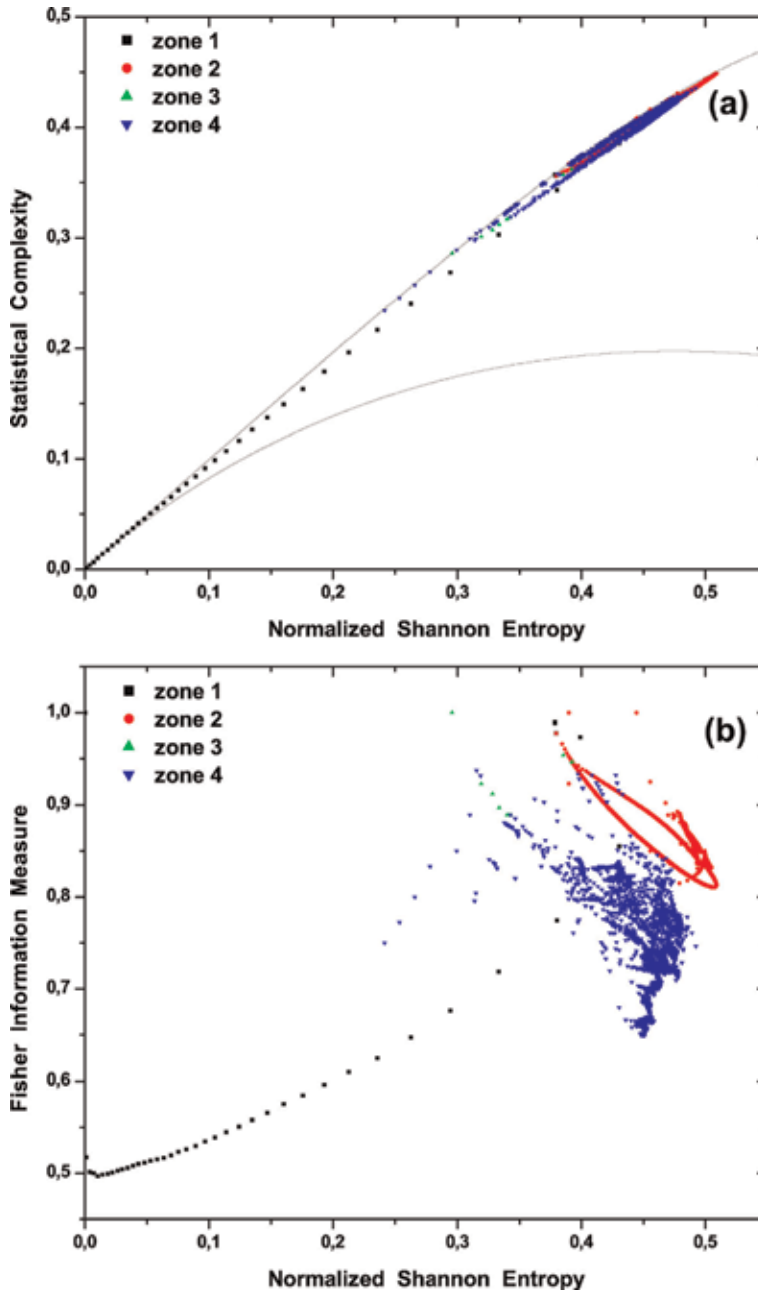 0,5
zone 1
zone 2
zone 3
zone 4
(a)
0,4
0,3
0,2
0,1
0,0
Statistical Complexity
0,0 0,1 0,2 0,3 0,4 0,5
Normalized Shannon Entropy
zone 1
zone 2
zone 3
zone 4
(b)
1,0
0,9
0,8
0,7
0,6
0,5
Fisher Information Measure
0,0 0,1 0,2 0,3 0,4 0,5
Normalized Shannon Entropy